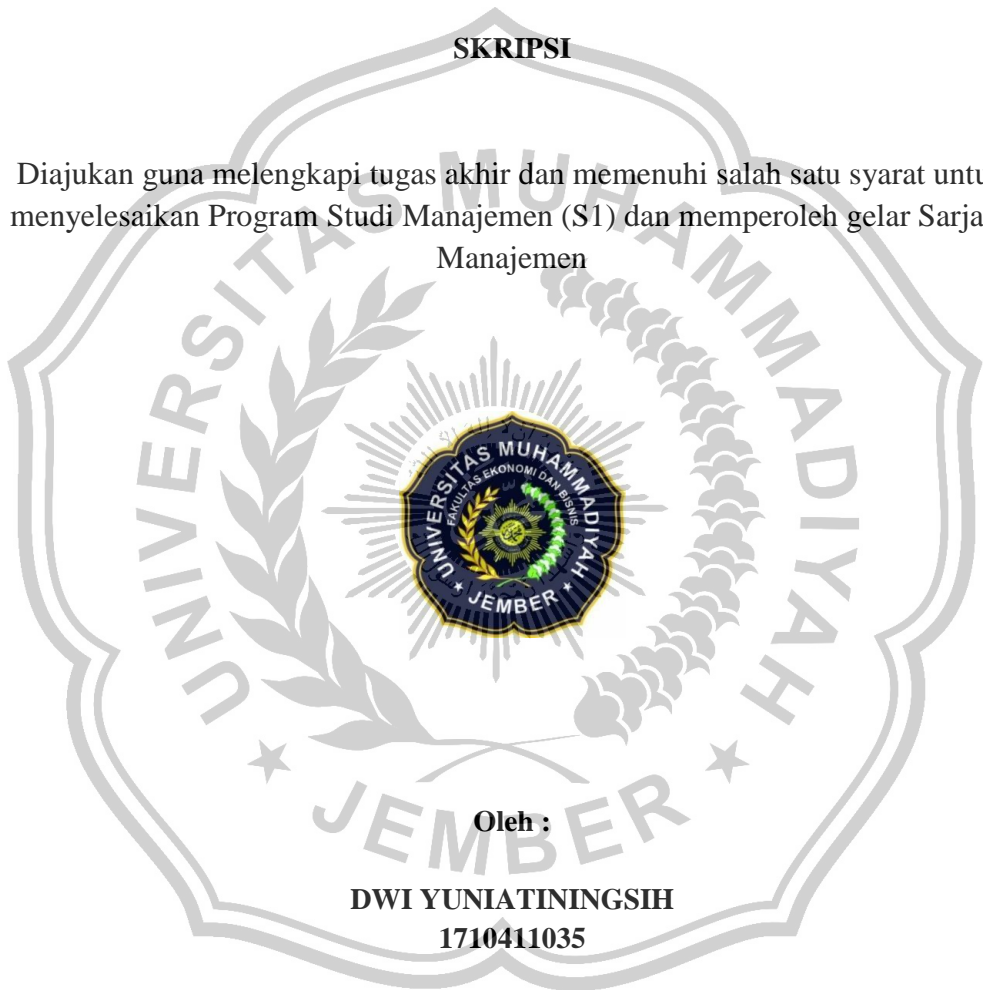 SKRIPSI
Diajukan guna melengkapi tugas akhir dan memenuhi salah satu syarat untu
menyelesaikan Program Studi Manajemen (S1) dan memperoleh gelar Sarja
Manajemen
UNIVERSITAS MUHAMMADIYAH
JEMBER
UNIVERSITAS MUHAMMADIYAH
FAKULTAS EKONOMI DAN BISNIS
JEMBER
Oleh :
DWI YUNIATININGSIH
1710411035